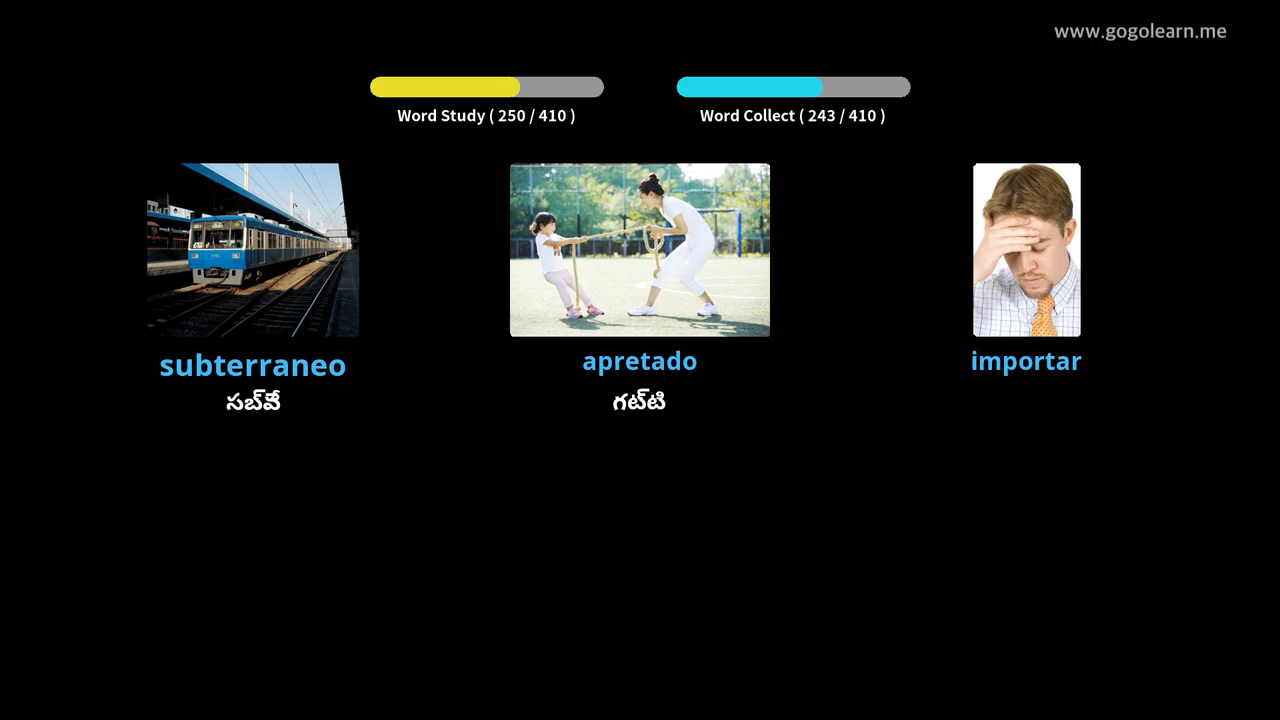 www.gogolearn.me
Word Study ( 250 / 410 )
Word Collect ( 243 / 410 )
subterraneo
apretado
importar
సబ్‌వే
గట్‌టి